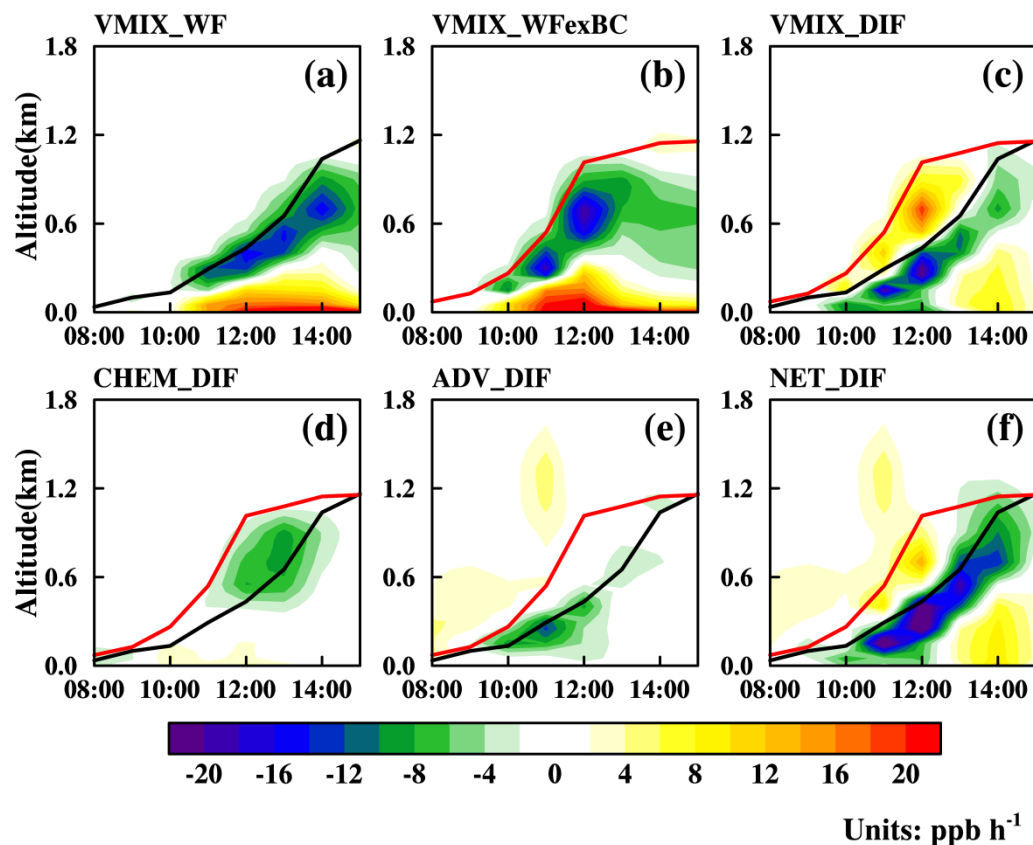 VMIX_WF VMIX_WFexBC VMIX_DIF
1.8 (a) 1.8 (b) 1.8 (c)
1.2 1.2 1.2
0.6 0.6 0.6
0.0 0.0 0.0
Altitude(km)
08:00 10:00 12:00 14:00 08:00 10:00 12:00 14:00 08:00 10:00 12:00 14:00
CHEM_DIF ADV_DIF NET_DIF
1.8 (d) 1.8 (e) 1.8 (f)
1.2 1.2 1.2
0.6 0.6 0.6
0.0 0.0 0.0
Altitude(km)
08:00 10:00 12:00 14:00 08:00 10:00 12:00 14:00 08:00 10:00 12:00 14:00
-20 -16 -12 -8 -4 0 4 8 12 16 20
Units: ppb h⁻¹